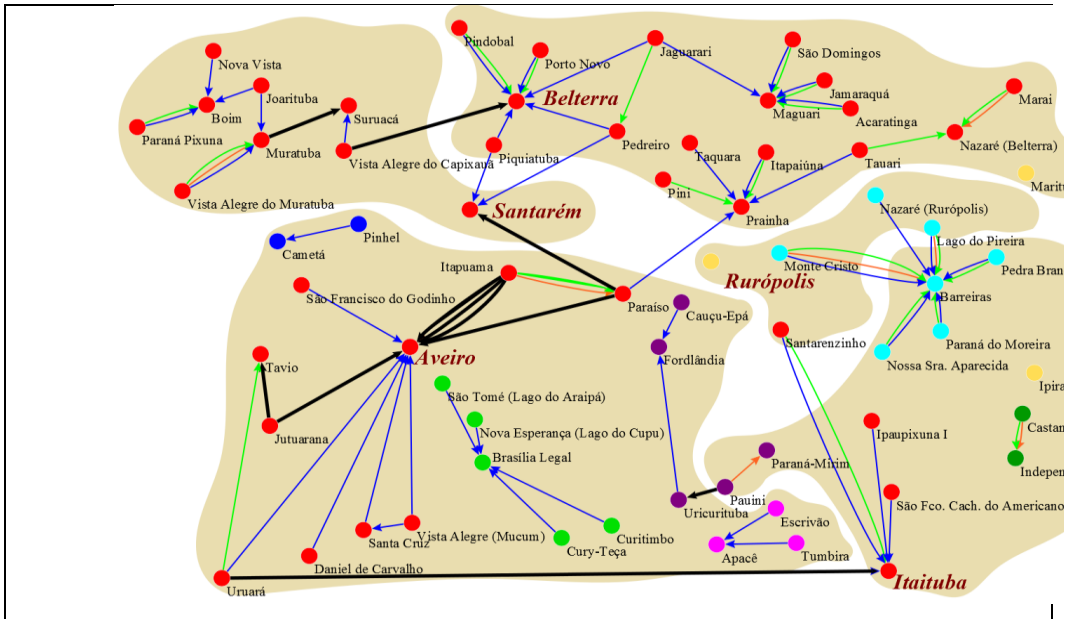 Pindobal
Nova Vista
Porto Novo
Jaguarari
São Domingos
Joarituba
Belterra
Jamaraquá
Marai
Boim
Suruacá
Maguari
Acaratinga
Paraná Pixuna
Muratuba
Vista Alegre do Capixauã
Piquiatuba
Pedreiro
Taquara
Itapaiúna
Tauari
Nazaré (Belterra)
Vista Alegre do Muratuba
Pini
Maritu
Santarém
Prainha
Nazaré (Rurópolis)
Pinhel
Cametá
Lago do Pireira
Itapuama
Monte Cristo
Pedra Bran
Rurópolis
São Francisco do Godinho
Paraíso
Barreiras
Cauçu-Epá
Santarenzinho
Paraná do Moreira
Aveiro
Fordlândia
Nossa Sra. Aparecida
Tavio
Ipira
São Tomé (Lago do Araipá)
Castan
Jutuarana
Nova Esperança (Lago do Cupu)
Ipaupixuna I
Brasília Legal
Paraná-Mirim
Indepen
Pauini
Uricurituba
São Fco. Cach. do Americano
Escrivão
Santa Cruz
Vista Alegre (Mucum)
Curitimbo
Cury-Teça
Apacê
Tumbira
Daniel de Carvalho
Uruará
Itaituba